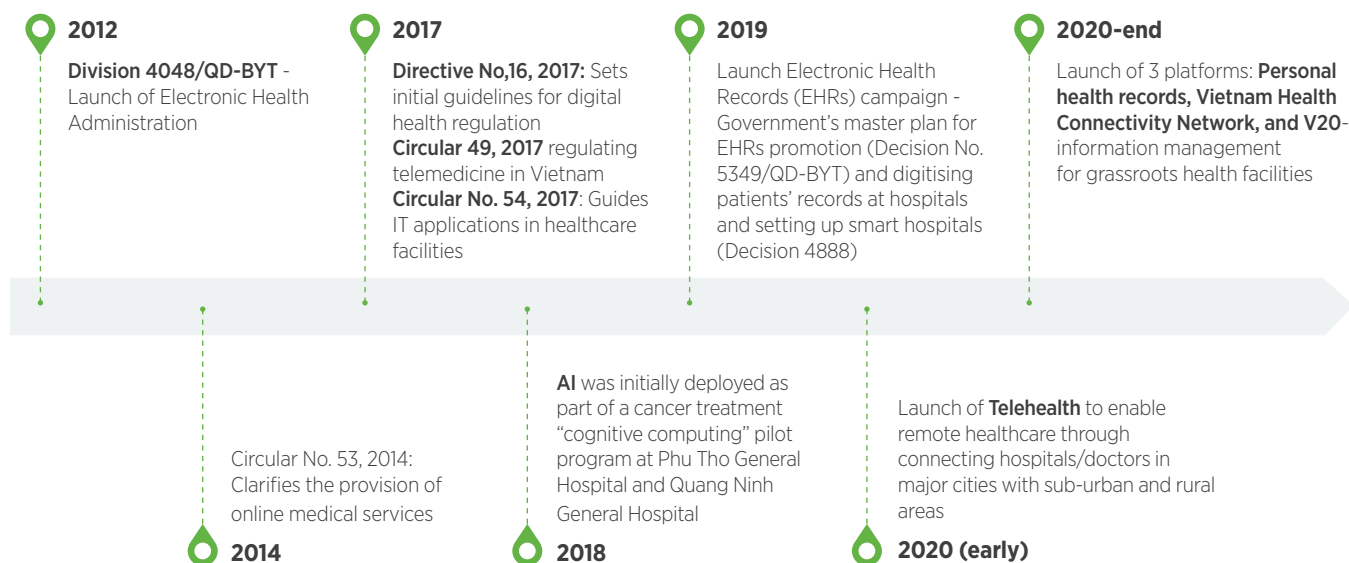 2012
Division 4048/QD-BYT -
Launch of Electronic Health
Administration
2017
Directive No,16, 2017: Sets
initial guidelines for digital
health regulation
Circular 49, 2017 regulating
telemedicine in Vietnam
Circular No. 54, 2017: Guides
IT applications in healthcare
facilities
2019
Launch Electronic Health
Records (EHRs) campaign -
Government's master plan for
EHRs promotion (Decision No.
5349/QD-BYT) and digitising
patients' records at hospitals
and setting up smart hospitals
(Decision 4888)
2020-end
Launch of 3 platforms: Personal
health records, Vietnam Health
Connectivity Network, and V20-
information management
for grassroots health facilities
Circular No. 53, 2014:
Clarifies the provision of
online medical services
2014
AI was initially deployed as
part of a cancer treatment
“cognitive computing” pilot
program at Phu Tho General
Hospital and Quang Ninh
General Hospital
2018
Launch of Telehealth to enable
remote healthcare through
connecting hospitals/doctors in
major cities with sub-urban and rural
areas
2020 (early)